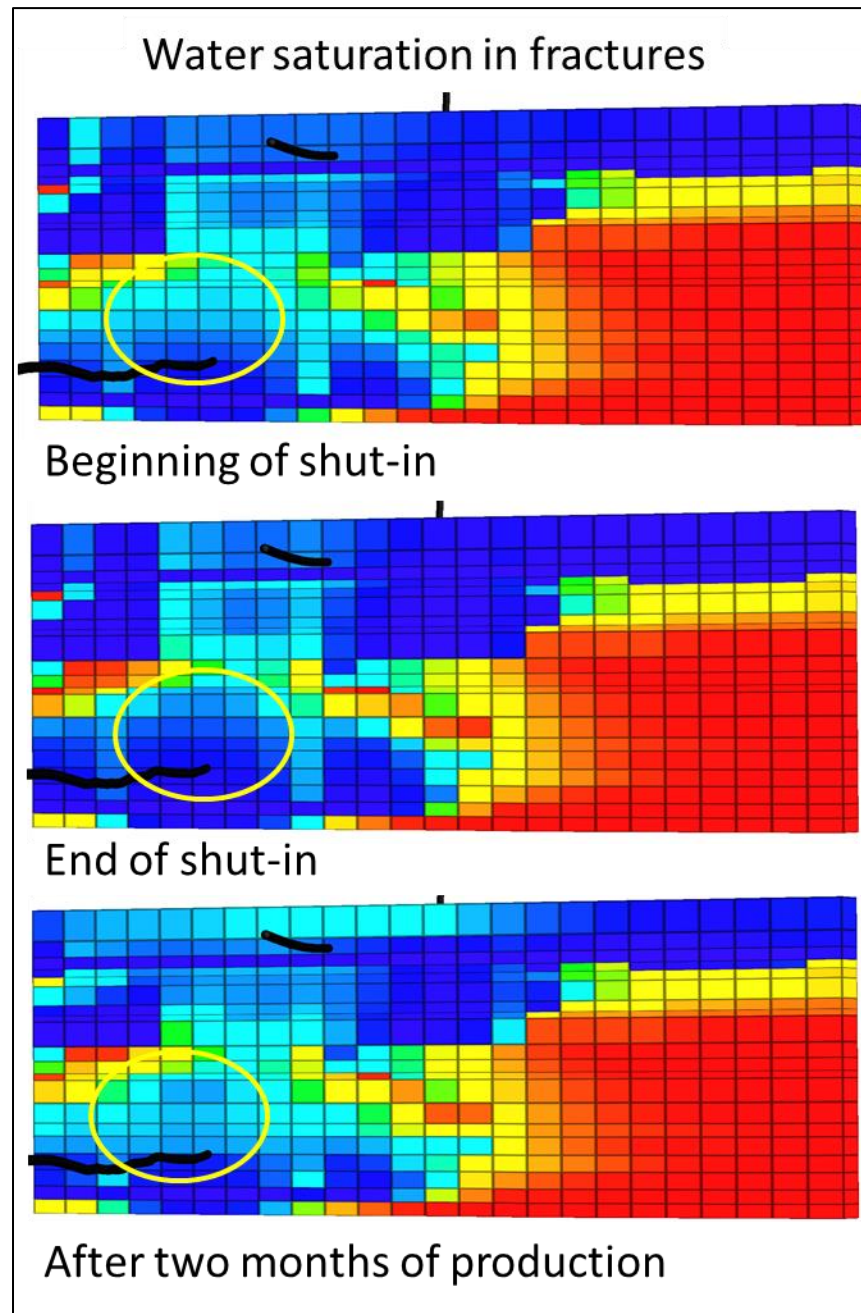 Water saturation in fractures
Beginning of shut-in
End of shut-in
After two months of production